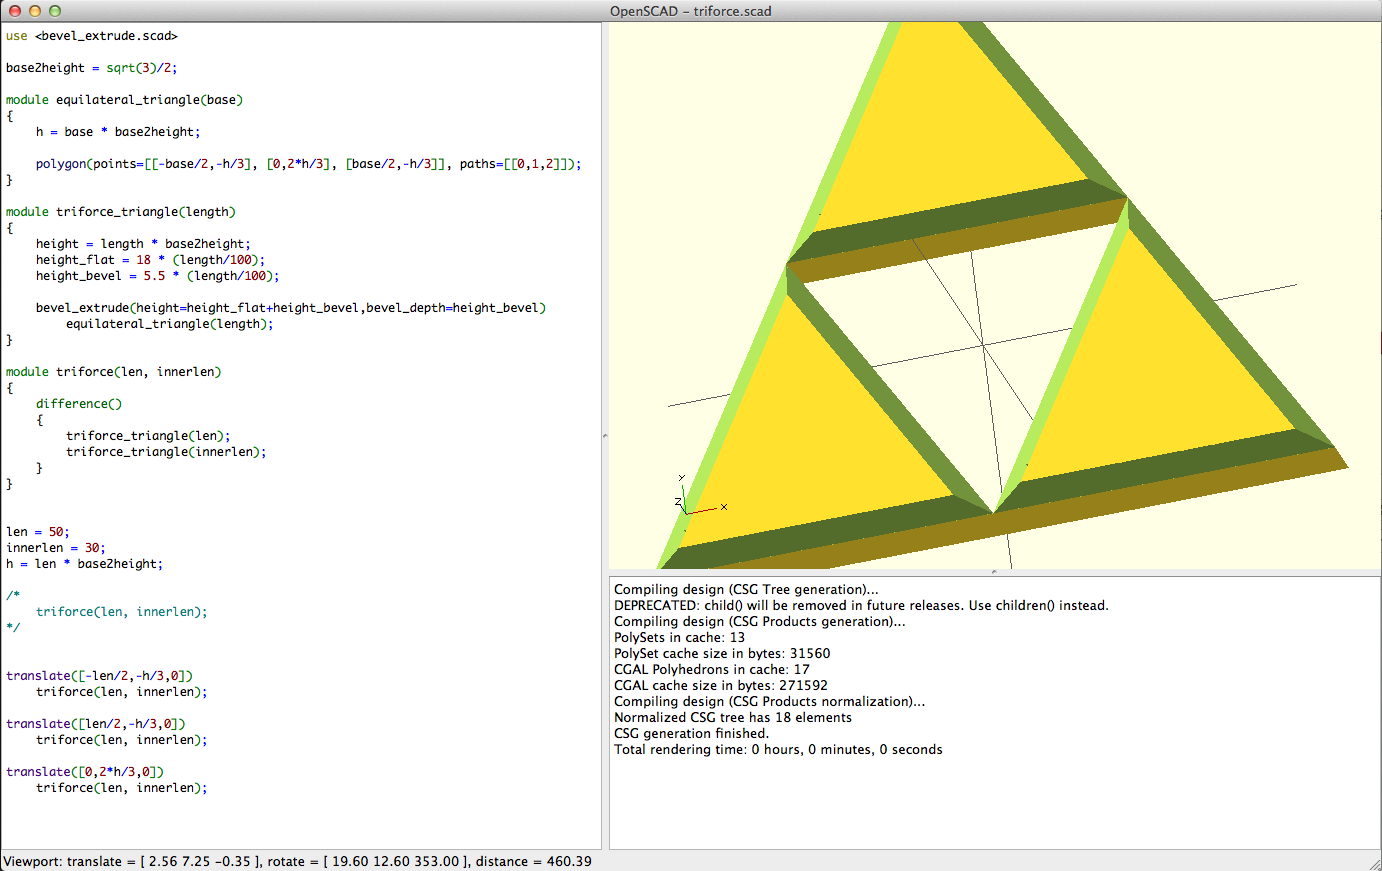 OpenSCAD - triforce.scad
use <bevel_extrude.scad>
base2height = sqrt(3)/2;
module equilateral_triangle(base)
{
    h = base * base2height;
    polygon(points=[[-base/2,-h/3], [0,2*h/3], [base/2,-h/3]], paths=[[0,1,2]]);
}
module triforce_triangle(length)
{
    height = length * base2height;
    height_flat = 18 * (length/100);
    height_bevel = 5.5 * (length/100);
    bevel_extrude(height=height_flat+height_bevel,bevel_depth=height_bevel)
        equilateral_triangle(length);
}
module triforce(len, innerlen)
{
    difference()
    {
        triforce_triangle(len);
        triforce_triangle(innerlen);
    }
}
len = 50;
innerlen = 30;
h = len * base2height;
/*
    triforce(len, innerlen);
*/
translate([-len/2,-h/3,0])
    triforce(len, innerlen);
translate([len/2,-h/3,0])
    triforce(len, innerlen);
translate([0,2*h/3,0])
    triforce(len, innerlen);
Y
Z
X
Compiling design (CSG Tree generation)...
DEPRECATED: child() will be removed in future releases. Use children() instead.
Compiling design (CSG Products generation)...
PolySets in cache: 13
PolySet cache size in bytes: 31560
CGAL Polyhedrons in cache: 17
CGAL cache size in bytes: 271592
Compiling design (CSG Products normalization)...
Normalized CSG tree has 18 elements
CSG generation finished.
Total rendering time: 0 hours, 0 minutes, 0 seconds
Viewport: translate = [ 2.56 7.25 -0.35 ], rotate = [ 19.60 12.60 353.00 ], distance = 460.39